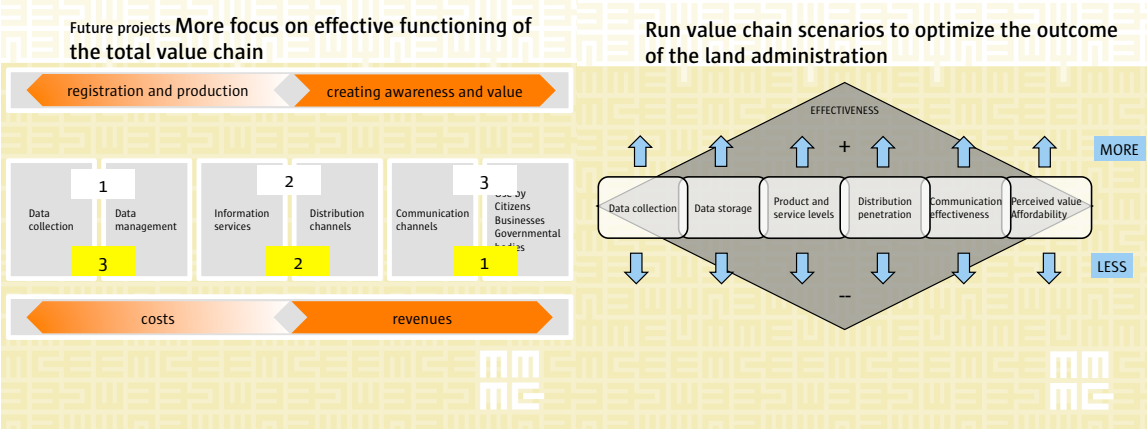 Future projects More focus on effective functioning of
the total value chain
registration and production
creating awareness and value
1
2
3
Data
collection
Data
management
Information
services
Distribution
channels
Communication
channels
Use by
Citizens
Businesses
Governmental
bodies
3
2
1
costs
revenues
Run value chain scenarios to optimize the outcome
of the land administration
EFFECTIVENESS
+
MORE
Data collection
Data storage
Product and
service levels
Distribution
penetration
Communication
effectiveness
Perceived value
Affordability
LESS
--